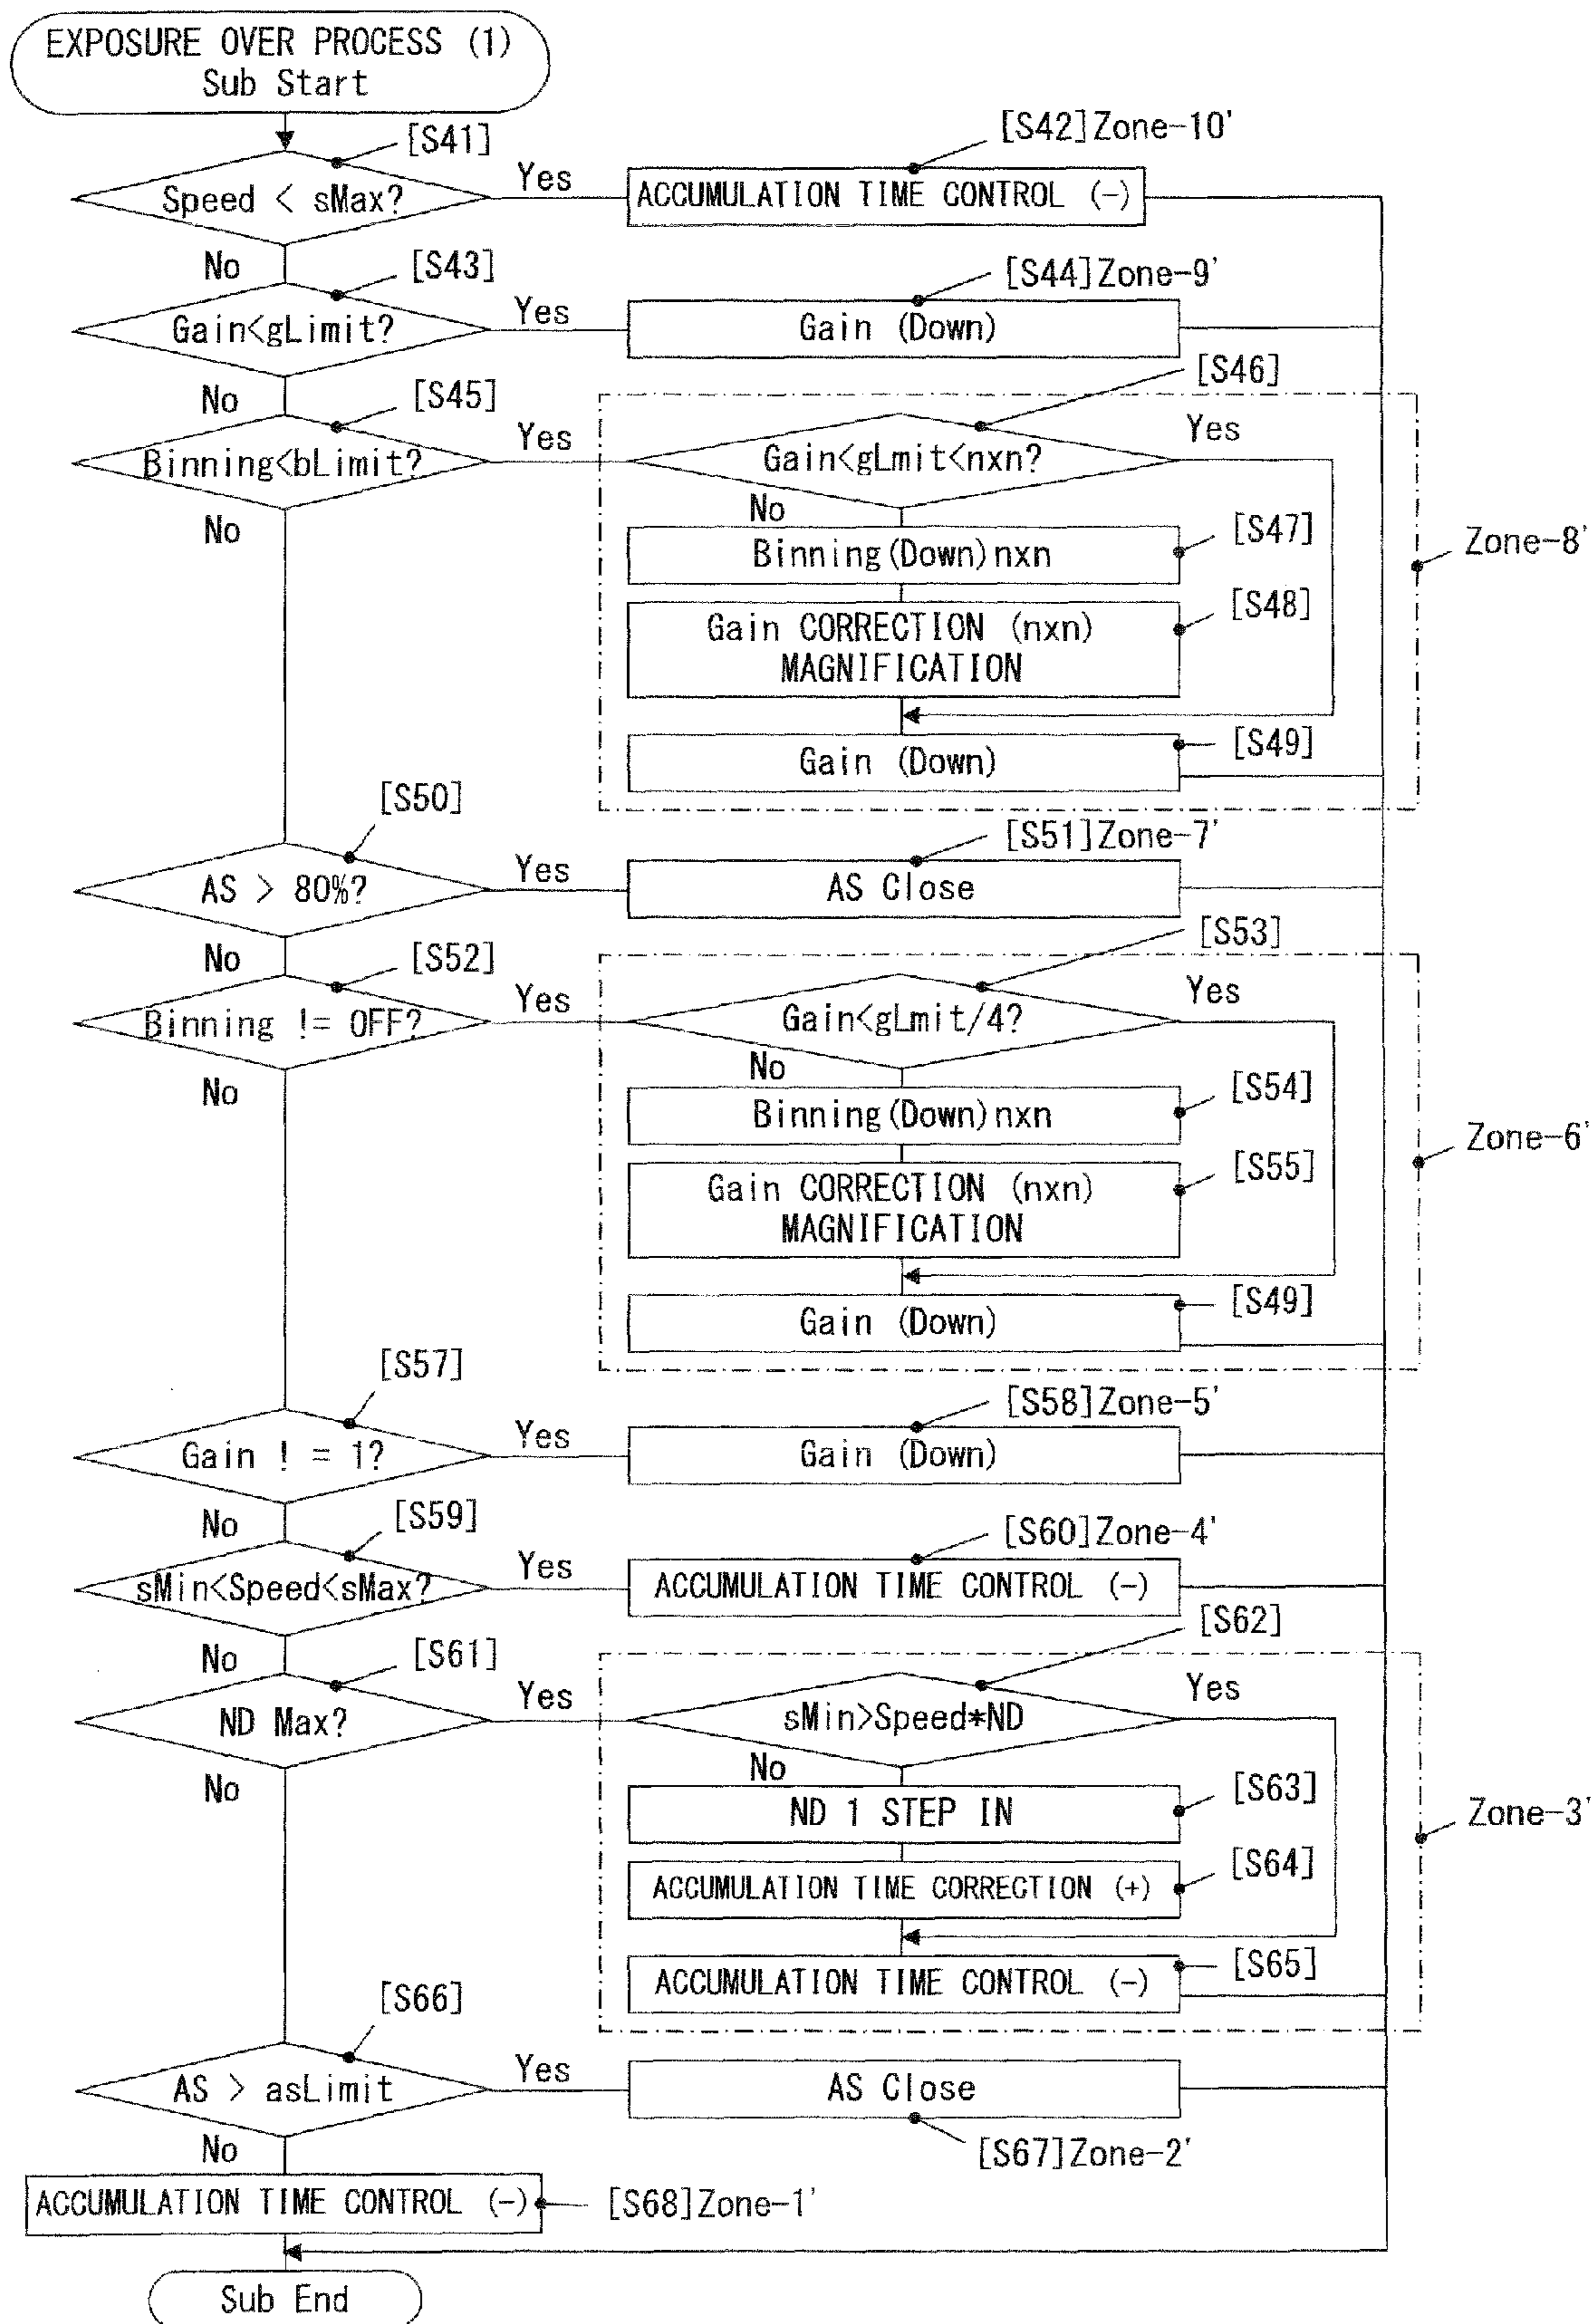 EXPOSURE OVER PROCESS (1)
Sub Start
[S41]
[S42]Zone-10'
Speed < sMax?
Yes
ACCUMULATION TIME CONTROL (-)
No
[S43]
[S44]Zone-9'
Gain<gLimit?
Yes
Gain (Down)
No
[S45]
[S46]
Binning<bLimit?
Yes
Gain<gLmit<nxn?
Yes
No
No
Binning(Down)nxn
[S47]
Zone-8'
Gain CORRECTION (nxn)
MAGNIFICATION
[S48]
Gain (Down)
[S49]
[S50]
[S51]Zone-7'
AS > 80%?
Yes
AS Close
No
[S52]
[S53]
Binning != OFF?
Yes
Gain<gLmit/4?
Yes
No
No
Binning(Down)nxn
[S54]
Zone-6'
Gain CORRECTION (nxn)
MAGNIFICATION
[S55]
Gain (Down)
[S49]
[S57]
[S58]Zone-5'
Gain ! = 1?
Yes
Gain (Down)
No
[S59]
[S60]Zone-4'
sMin<Speed<sMax?
Yes
ACCUMULATION TIME CONTROL (-)
No
[S61]
[S62]
ND Max?
Yes
sMin>Speed*ND
Yes
No
No
ND 1 STEP IN
[S63]
Zone-3'
ACCUMULATION TIME CORRECTION (+)
[S64]
ACCUMULATION TIME CONTROL (-)
[S65]
[S66]
AS > asLimit
Yes
AS Close
No
[S67]Zone-2'
ACCUMULATION TIME CONTROL (-)
[S68]Zone-1'
Sub End